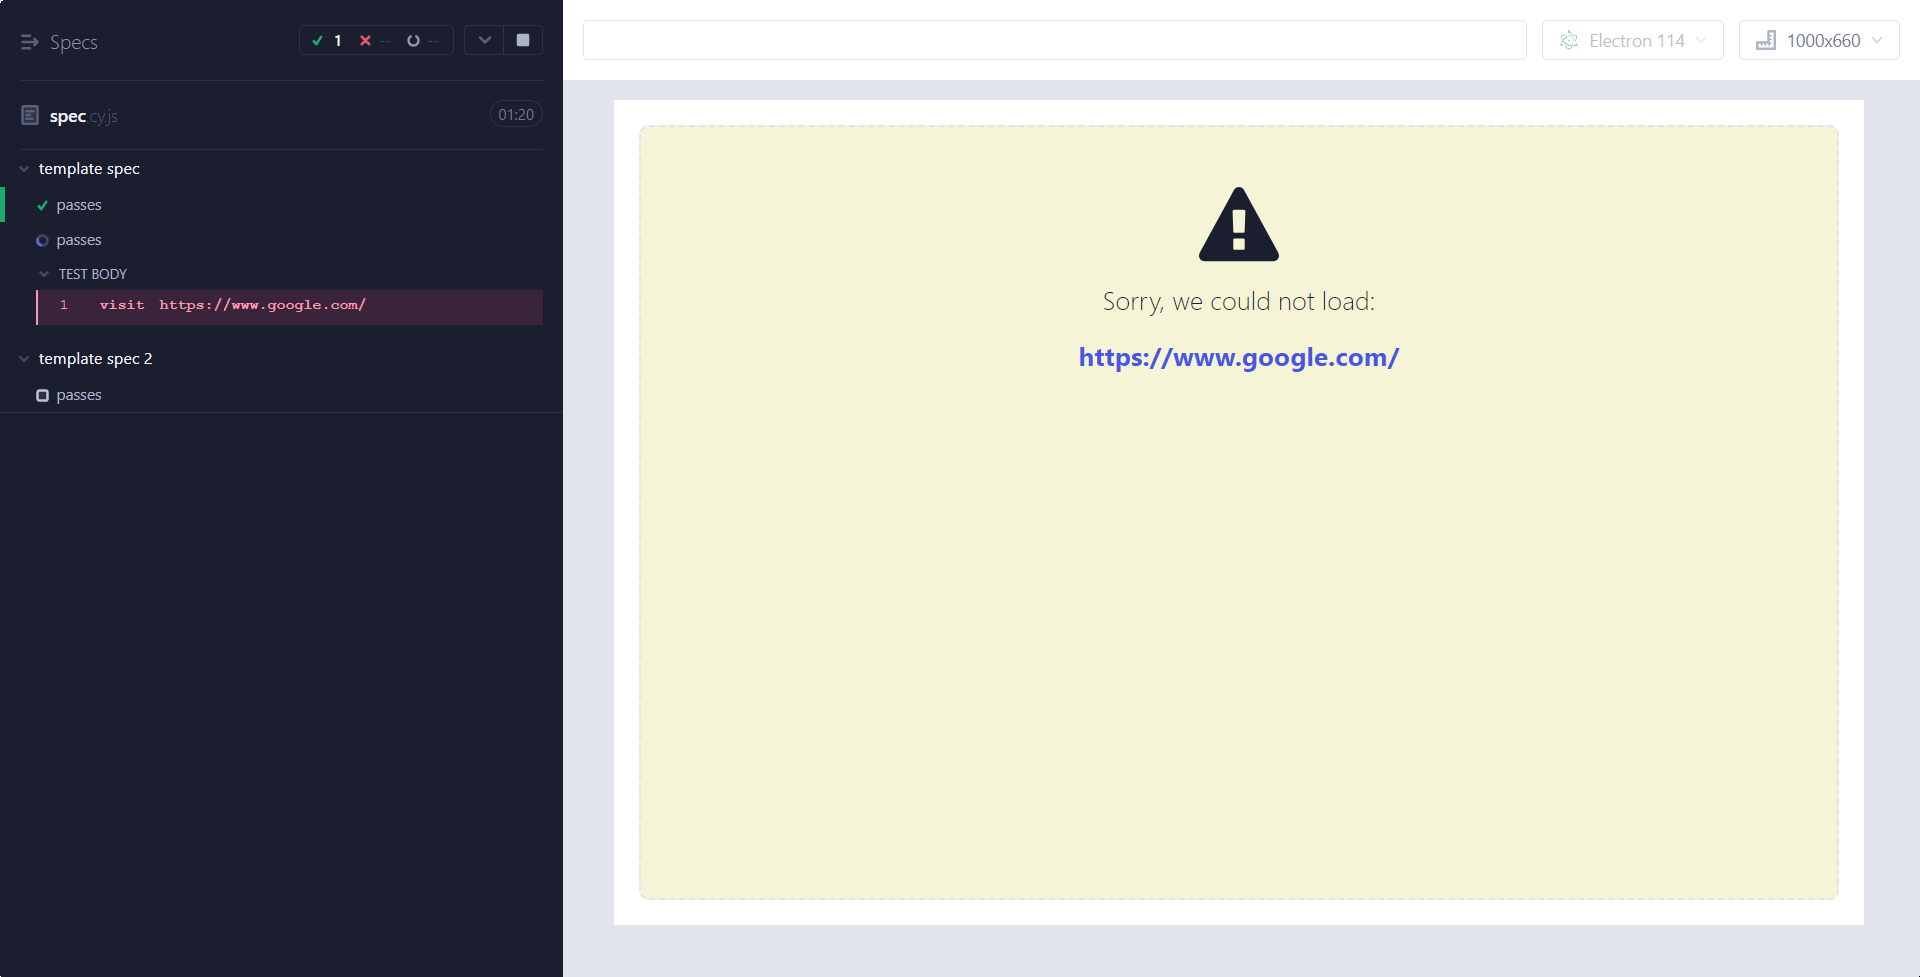 Specs
1
--
--
spec.cy.js
01:20
template spec
passes
passes
TEST BODY
1 visit https://www.google.com/
template spec 2
passes
Electron 114
1000x660
Sorry, we could not load:
https://www.google.com/